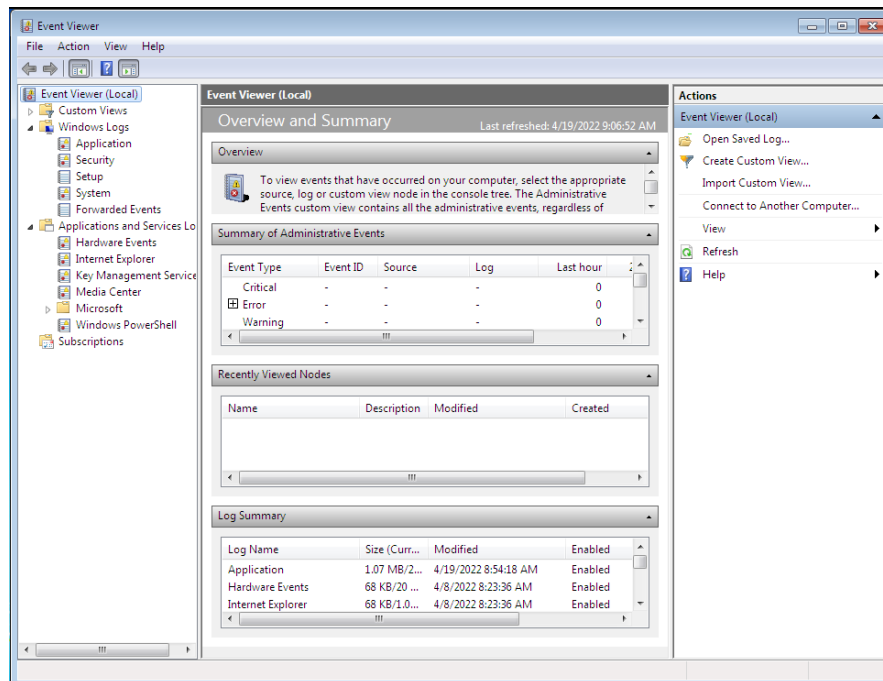 Event Viewer
File Action View Help
Event Viewer (Local)
Custom Views
Windows Logs
Application
Security
Setup
System
Forwarded Events
Applications and Services Lo
Hardware Events
Internet Explorer
Key Management Service
Media Center
Microsoft
Windows PowerShell
Subscriptions
Event Viewer (Local)
Overview and Summary Last refreshed: 4/19/2022 9:06:52 AM
Overview
To view events that have occurred on your computer, select the appropriate
source, log or custom view node in the console tree. The Administrative
Events custom view contains all the administrative events, regardless of
Summary of Administrative Events
Event Type Event ID Source Log Last hour
Critical - - - 0
Error - - - 0
Warning - - - 0
Recently Viewed Nodes
Name Description Modified Created
Log Summary
Log Name Size (Curr... Modified Enabled
Application 1.07 MB/2... 4/19/2022 8:54:18 AM Enabled
Hardware Events 68 KB/20 ... 4/8/2022 8:23:36 AM Enabled
Internet Explorer 68 KB/1.0... 4/8/2022 8:23:36 AM Enabled
Actions
Event Viewer (Local)
Open Saved Log...
Create Custom View...
Import Custom View...
Connect to Another Computer...
View
Refresh
Help